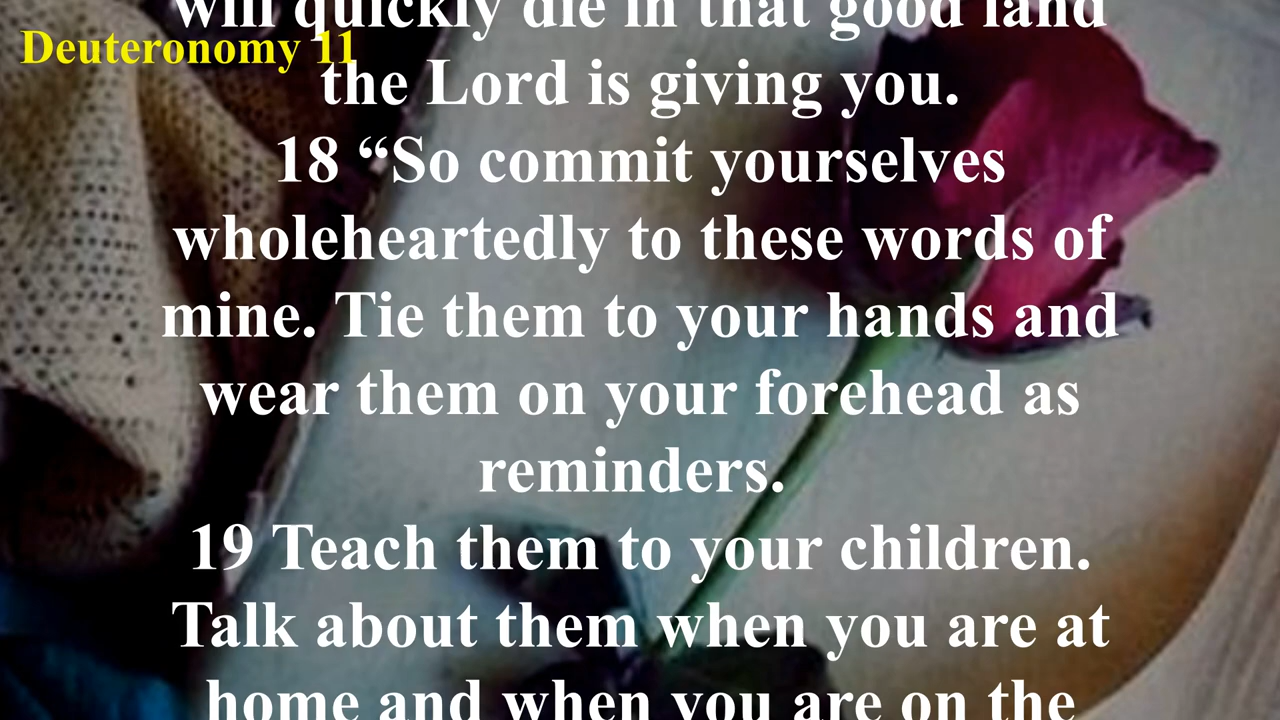 will quickly die in that good land
Deuteronomy 11
the Lord is giving you.
18 “So commit yourselves
wholeheartedly to these words of
mine. Tie them to your hands and
wear them on your forehead as
reminders.
19 Teach them to your children.
Talk about them when you are at
home and when you are on the